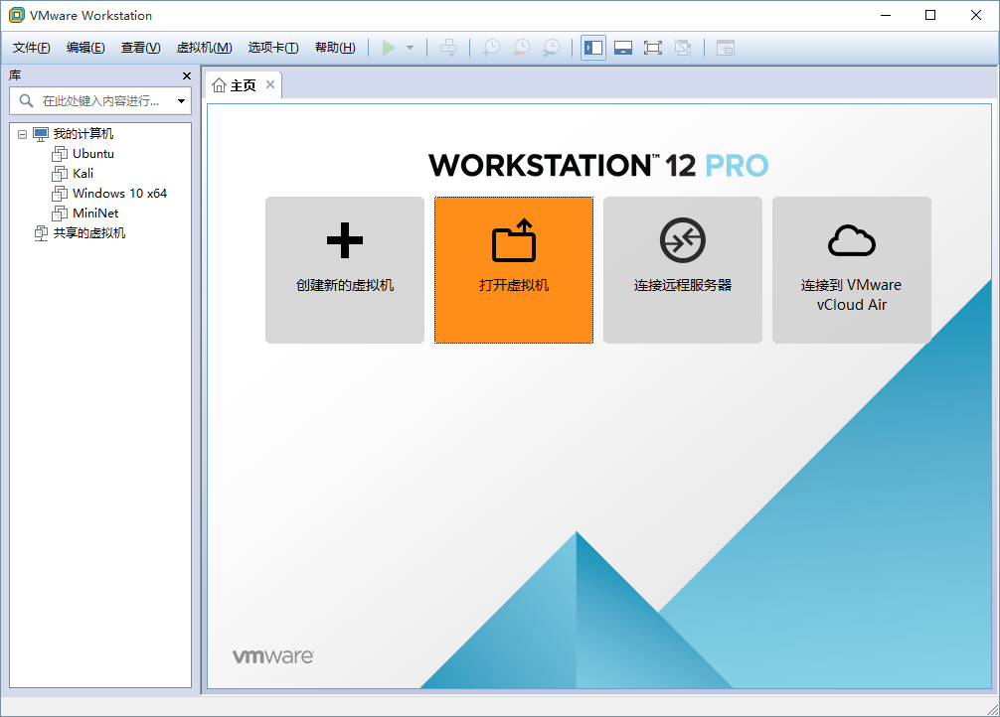 VMware Workstation
文件(F) 编辑(E) 查看(V) 虚拟机(M) 选项卡(T) 帮助(H)
库
在此处键入内容进行...
我的计算机
Ubuntu
Kali
Windows 10 x64
MiniNet
共享的虚拟机
主页
WORKSTATION™ 12 PRO
创建新的虚拟机
打开虚拟机
连接远程服务器
连接到 VMware
vCloud Air
vmware